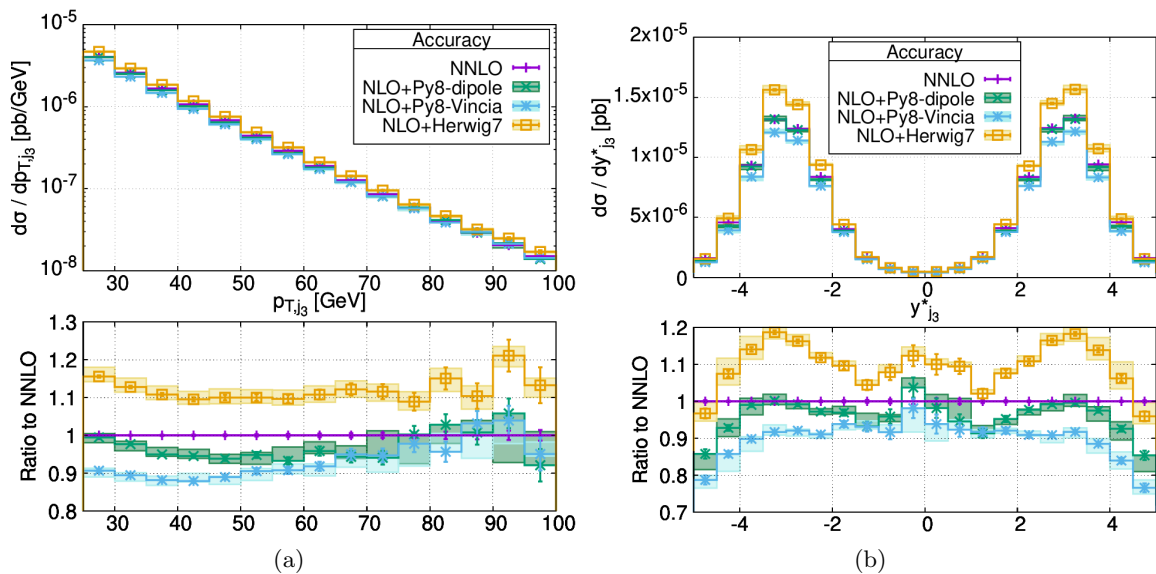 10^-5
10^-6
10^-7
10^-8
dσ / dp_T,j3 [pb/GeV]
Accuracy
NNLO
NLO+Py8-dipole
NLO+Py8-Vincia
NLO+Herwig7
30 40 50 60 70 80 90 100
p_T,j3 [GeV]
1.3
1.2
1.1
1
0.9
0.8
Ratio to NNLO
30 40 50 60 70 80 90 100
(a)
2x10^-5
1.5x10^-5
1x10^-5
5x10^-6
0
dσ / dy*_j3 [pb]
Accuracy
NNLO
NLO+Py8-dipole
NLO+Py8-Vincia
NLO+Herwig7
-4 -2 0 2 4
y*_j3
1.2
1.1
1
0.9
0.8
0.7
Ratio to NNLO
-4 -2 0 2 4
(b)